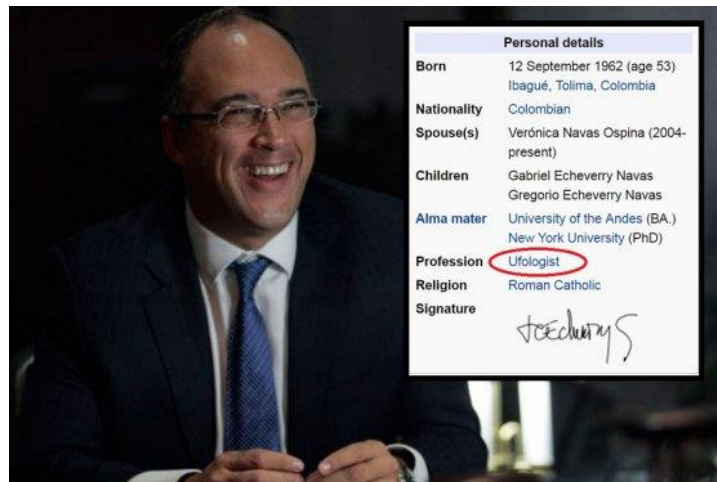 Personal details
Born 12 September 1962 (age 53)
Ibagué, Tolima, Colombia
Nationality Colombian
Spouse(s) Verónica Navas Ospina (2004-
present)
Children Gabriel Echeverry Navas
Gregorio Echeverry Navas
Alma mater University of the Andes (BA.)
New York University (PhD)
Profession Ufologist
Religion Roman Catholic
Signature